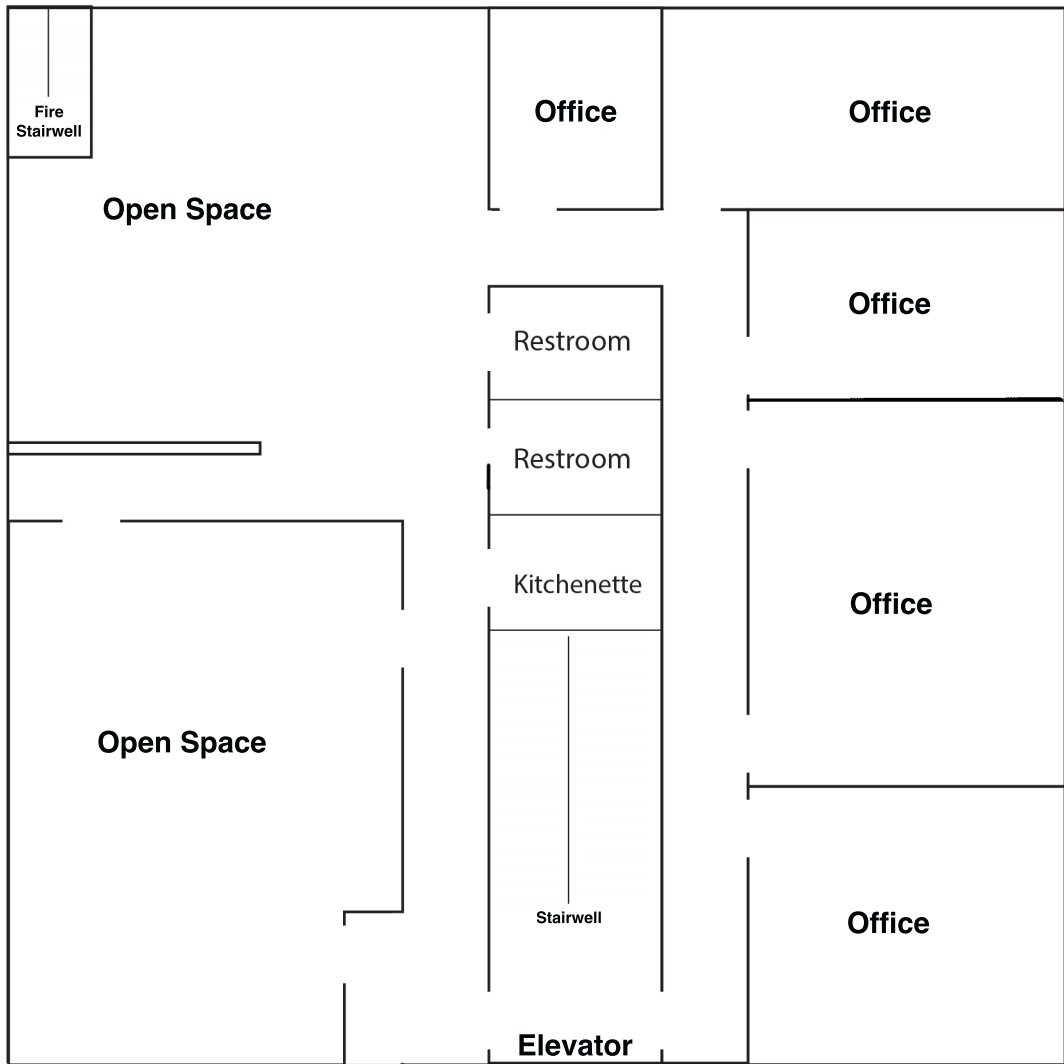 Fire
Stairwell
Office
Office
Open Space
Office
Restroom
Restroom
Kitchenette
Office
Open Space
Stairwell
Office
Elevator